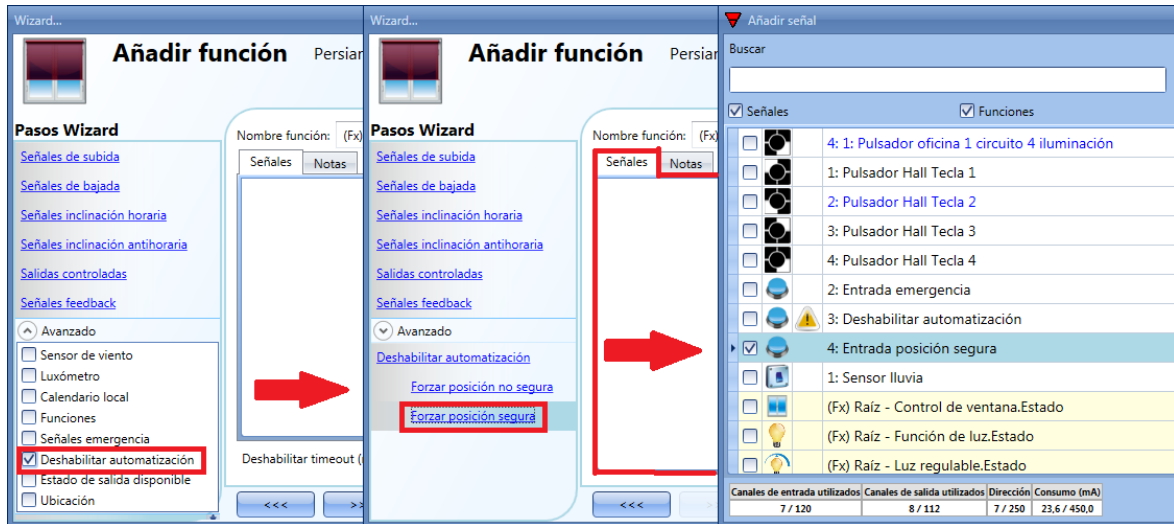 Wizard...
Añadir función Persian
Pasos Wizard
Señales de subida
Señales de bajada
Señales inclinación horaria
Señales inclinación antihoraria
Salidas controladas
Señales feedback
Avanzado
Sensor de viento
Luxómetro
Calendario local
Funciones
Señales emergencia
Deshabilitar automatización
Estado de salida disponible
Ubicación
Nombre función: (Fx)
Señales Notas
Deshabilitar timeout (
<<< >>
Wizard...
Añadir función Persian
Pasos Wizard
Señales de subida
Señales de bajada
Señales inclinación horaria
Señales inclinación antihoraria
Salidas controladas
Señales feedback
Avanzado
Deshabilitar automatización
Forzar posición no segura
Forzar posición segura
Nombre función: (Fx)
Señales Notas
<<< >>
Añadir señal
Buscar
Señales Funciones
4: 1: Pulsador oficina 1 circuito 4 iluminación
1: Pulsador Hall Tecla 1
2: Pulsador Hall Tecla 2
3: Pulsador Hall Tecla 3
4: Pulsador Hall Tecla 4
2: Entrada emergencia
3: Deshabilitar automatización
4: Entrada posición segura
1: Sensor lluvia
(Fx) Raíz - Control de ventana.Estado
(Fx) Raíz - Función de luz.Estado
(Fx) Raíz - Luz regulable.Estado
Canales de entrada utilizados Canales de salida utilizados Dirección Consumo (mA)
7 / 120 8 / 112 7 / 250 23,6 / 450,0